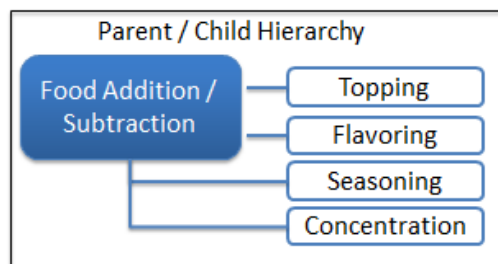 Parent / Child Hierarchy
Food Addition /
Subtraction
Topping
Flavoring
Seasoning
Concentration